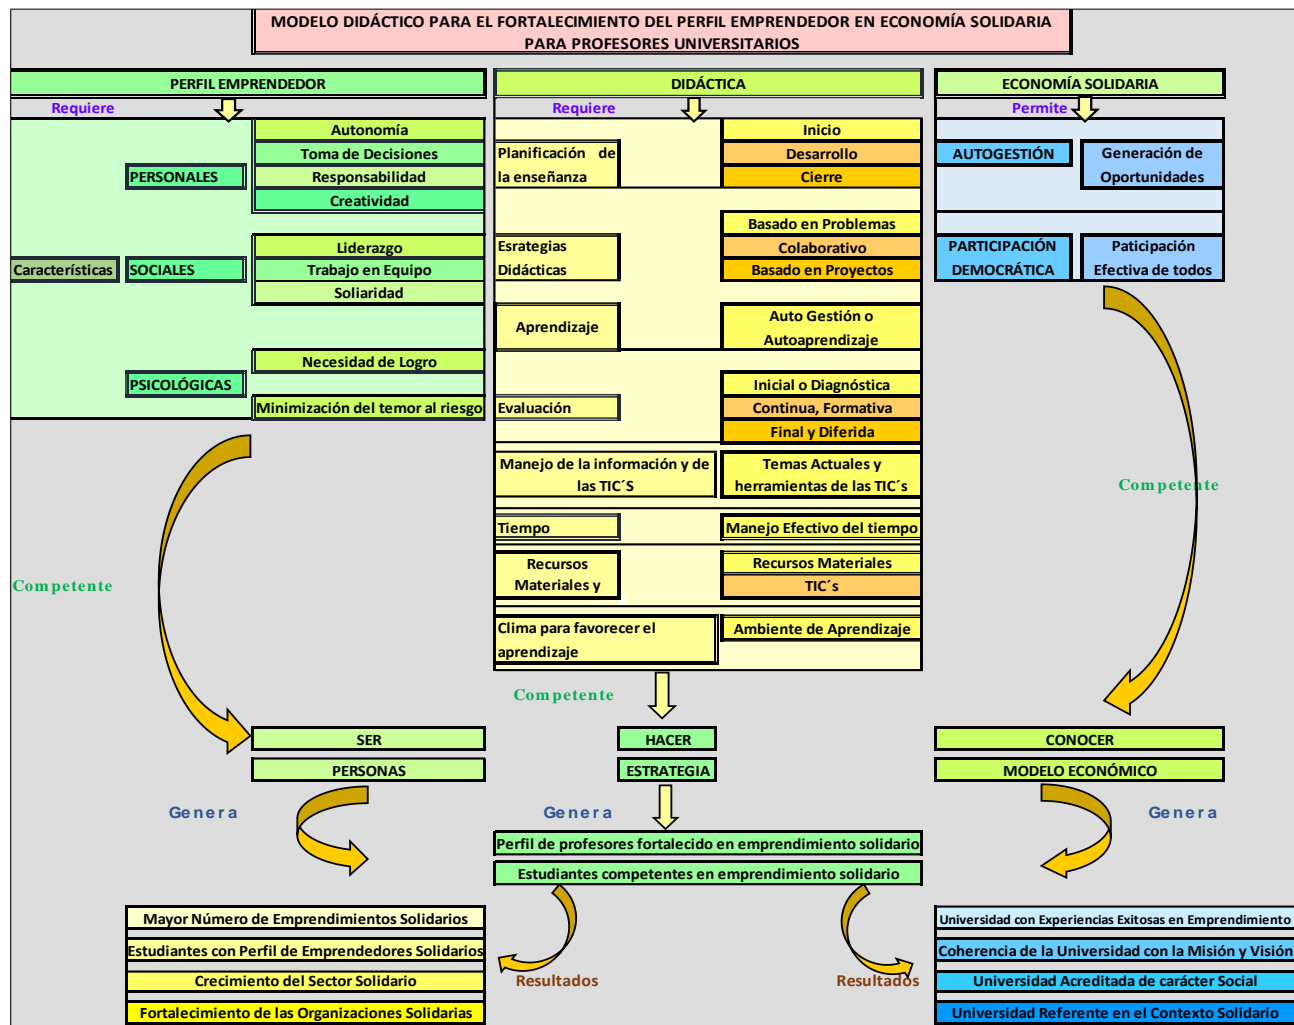 MODELO DIDÁCTICO PARA EL FORTALECIMIENTO DEL PERFIL EMPRENDEDOR EN ECONOMÍA SOLIDARIA
PARA PROFESORES UNIVERSITARIOS
PERFIL EMPRENDEDOR
Requiere
Características
PERSONALES
Autonomía
Toma de Decisiones
Responsabilidad
Creatividad
SOCIALES
Liderazgo
Trabajo en Equipo
Soliaridad
PSICOLÓGICAS
Necesidad de Logro
Minimización del temor al riesgo
Competente
DIDÁCTICA
Requiere
Planificación de
la enseñanza
Inicio
Desarrollo
Cierre
Esrategias
Didácticas
Basado en Problemas
Colaborativo
Basado en Proyectos
Aprendizaje
Auto Gestión o
Autoaprendizaje
Evaluación
Inicial o Diagnóstica
Continua, Formativa
Final y Diferida
Manejo de la información y de
las TIC´S
Temas Actuales y
herramientas de las TIC´s
Tiempo
Manejo Efectivo del tiempo
Recursos
Materiales y
Recursos Materiales
TIC´s
Clima para favorecer el
aprendizaje
Ambiente de Aprendizaje
Competente
ECONOMÍA SOLIDARIA
Permite
AUTOGESTIÓN
Generación de
Oportunidades
PARTICIPACIÓN
DEMOCRÁTICA
Paticipación
Efectiva de todos
Competente
SER
PERSONAS
Genera
HACER
ESTRATEGIA
Genera
CONOCER
MODELO ECONÓMICO
Genera
Perfil de profesores fortalecido en emprendimiento solidario
Estudiantes competentes en emprendimiento solidario
Mayor Número de Emprendimientos Solidarios
Estudiantes con Perfil de Emprendedores Solidarios
Crecimiento del Sector Solidario
Fortalecimiento de las Organizaciones Solidarias
Resultados
Resultados
Universidad con Experiencias Exitosas en Emprendimiento
Coherencia de la Universidad con la Misión y Visión
Universidad Acreditada de carácter Social
Universidad Referente en el Contexto Solidario